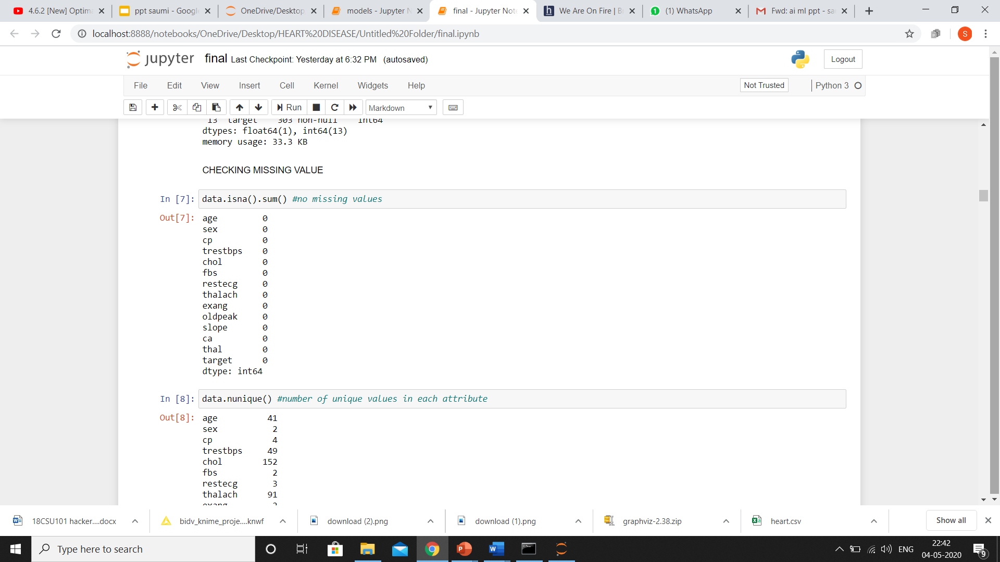 4.6.2 [New] Optima
ppt saumi - Google
OneDrive/Desktop
models - Jupyter N
final - Jupyter Note
We Are On Fire | B
(1) WhatsApp
Fwd: ai ml ppt - sa
localhost:8888/notebooks/OneDrive/Desktop/HEART%20DISEASE/Untitled%20Folder/final.ipynb
S
jupyter final Last Checkpoint: Yesterday at 6:32 PM (autosaved)
Logout
File Edit View Insert Cell Kernel Widgets Help
Not Trusted
Python 3
Run
Markdown
13 target 303 non-null int64
dtypes: float64(1), int64(13)
memory usage: 33.3 KB
CHECKING MISSING VALUE
In [7]: data.isna().sum() #no missing values
Out[7]: age 0
sex 0
cp 0
trestbps 0
chol 0
fbs 0
restecg 0
thalach 0
exang 0
oldpeak 0
slope 0
ca 0
thal 0
target 0
dtype: int64
In [8]: data.nunique() #number of unique values in each attribute
Out[8]: age 41
sex 2
cp 4
trestbps 49
chol 152
fbs 2
restecg 3
thalach 91
exang 2
18CSU101 hacker....docx
bidv_knime_proje....knwf
download (2).png
download (1).png
graphviz-2.38.zip
heart.csv
Show all
Type here to search
ENG
22:42
04-05-2020
9